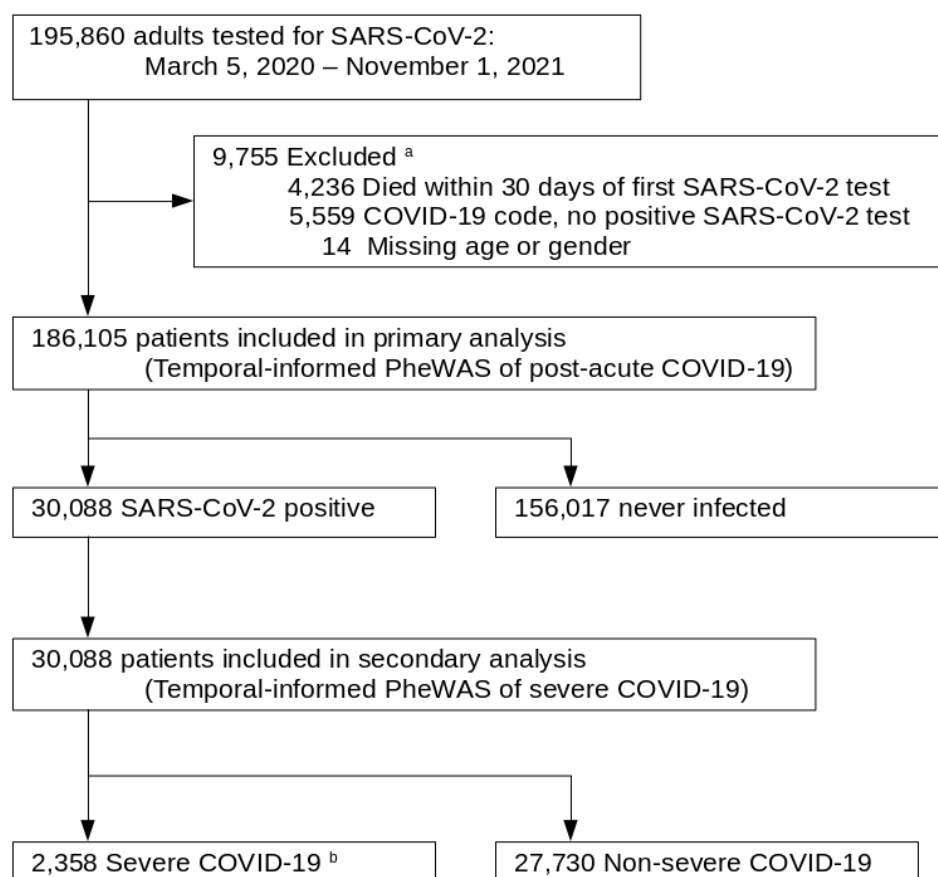 195,860 adults tested for SARS-CoV-2:
March 5, 2020 – November 1, 2021
9,755 Excluded ᵃ
4,236 Died within 30 days of first SARS-CoV-2 test
5,559 COVID-19 code, no positive SARS-CoV-2 test
14 Missing age or gender
186,105 patients included in primary analysis
(Temporal-informed PheWAS of post-acute COVID-19)
30,088 SARS-CoV-2 positive
156,017 never infected
30,088 patients included in secondary analysis
(Temporal-informed PheWAS of severe COVID-19)
2,358 Severe COVID-19 ᵇ
27,730 Non-severe COVID-19